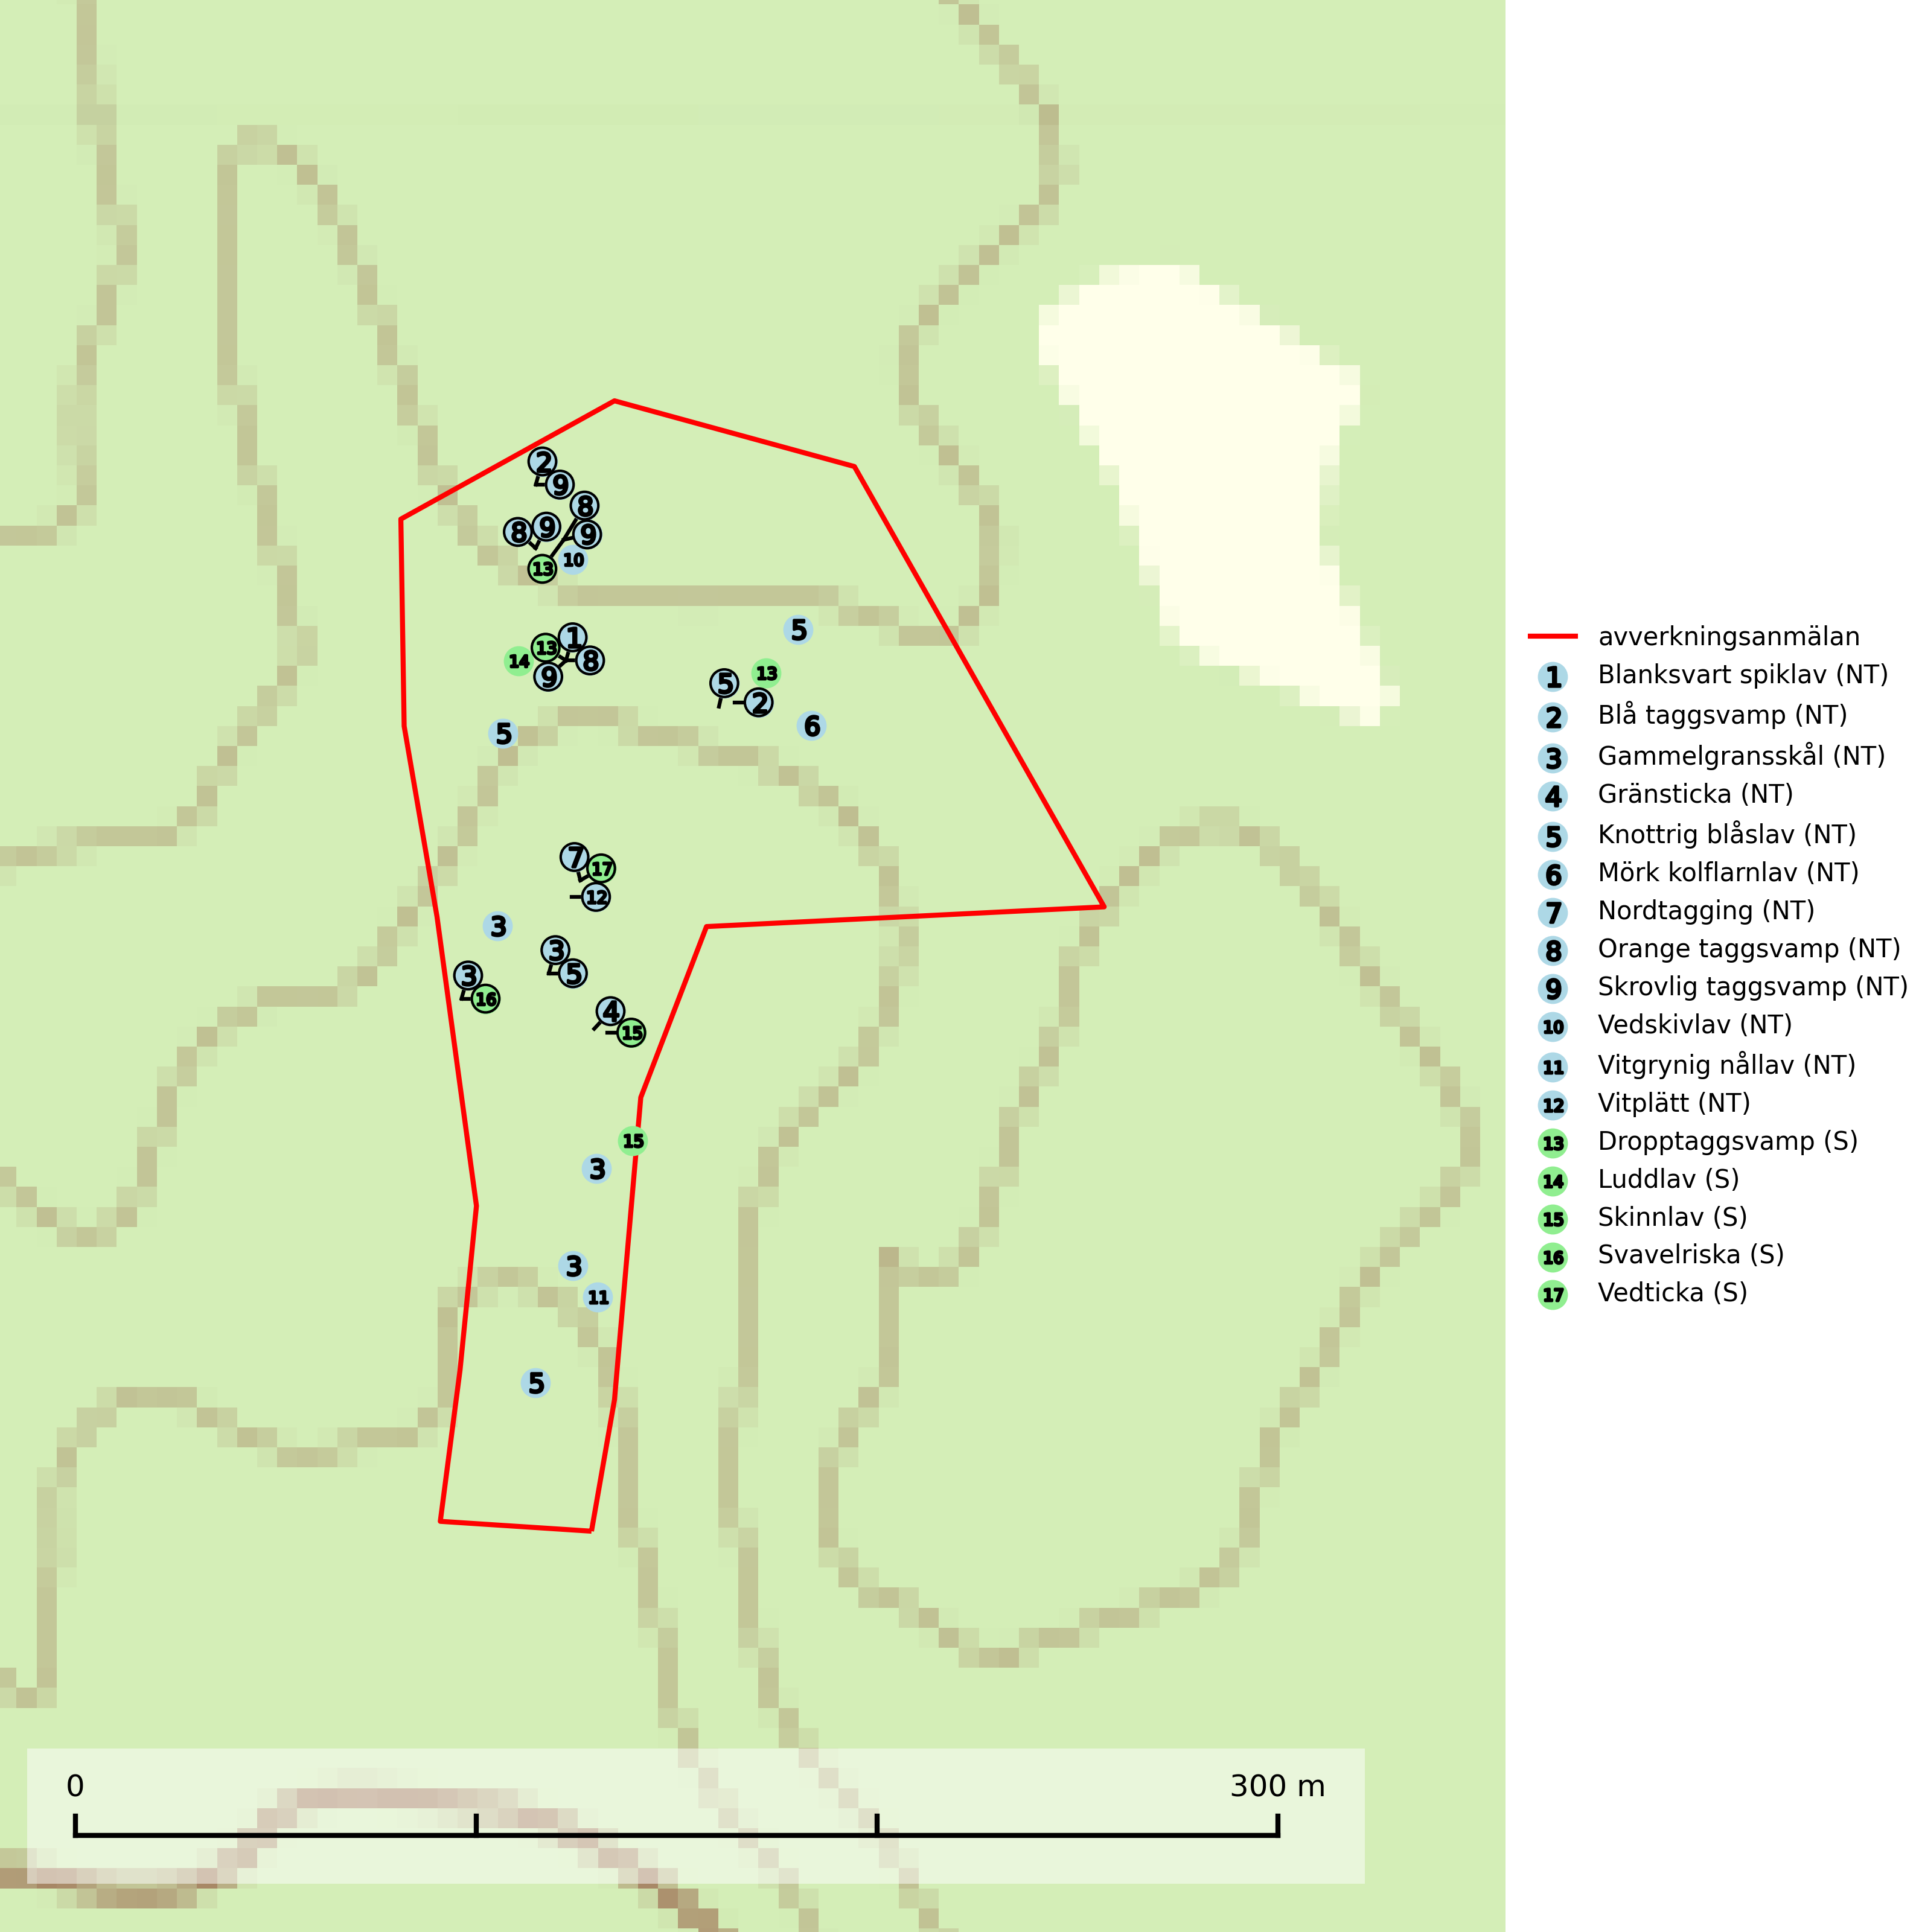 2
9
8
8
9
9
10
13
5
1
13
14
8
9
13
5
2
6
5
7
17
12
3
3
5
3
16
4
15
15
3
3
11
5
0
300 m
avverkningsanmälan
1 Blanksvart spiklav (NT)
2 Blå taggsvamp (NT)
3 Gammelgransskål (NT)
4 Gränsticka (NT)
5 Knottrig blåslav (NT)
6 Mörk kolflarnlav (NT)
7 Nordtagging (NT)
8 Orange taggsvamp (NT)
9 Skrovlig taggsvamp (NT)
10 Vedskivlav (NT)
11 Vitgrynig nållav (NT)
12 Vitplätt (NT)
13 Dropptaggsvamp (S)
14 Luddlav (S)
15 Skinnlav (S)
16 Svavelriska (S)
17 Vedticka (S)